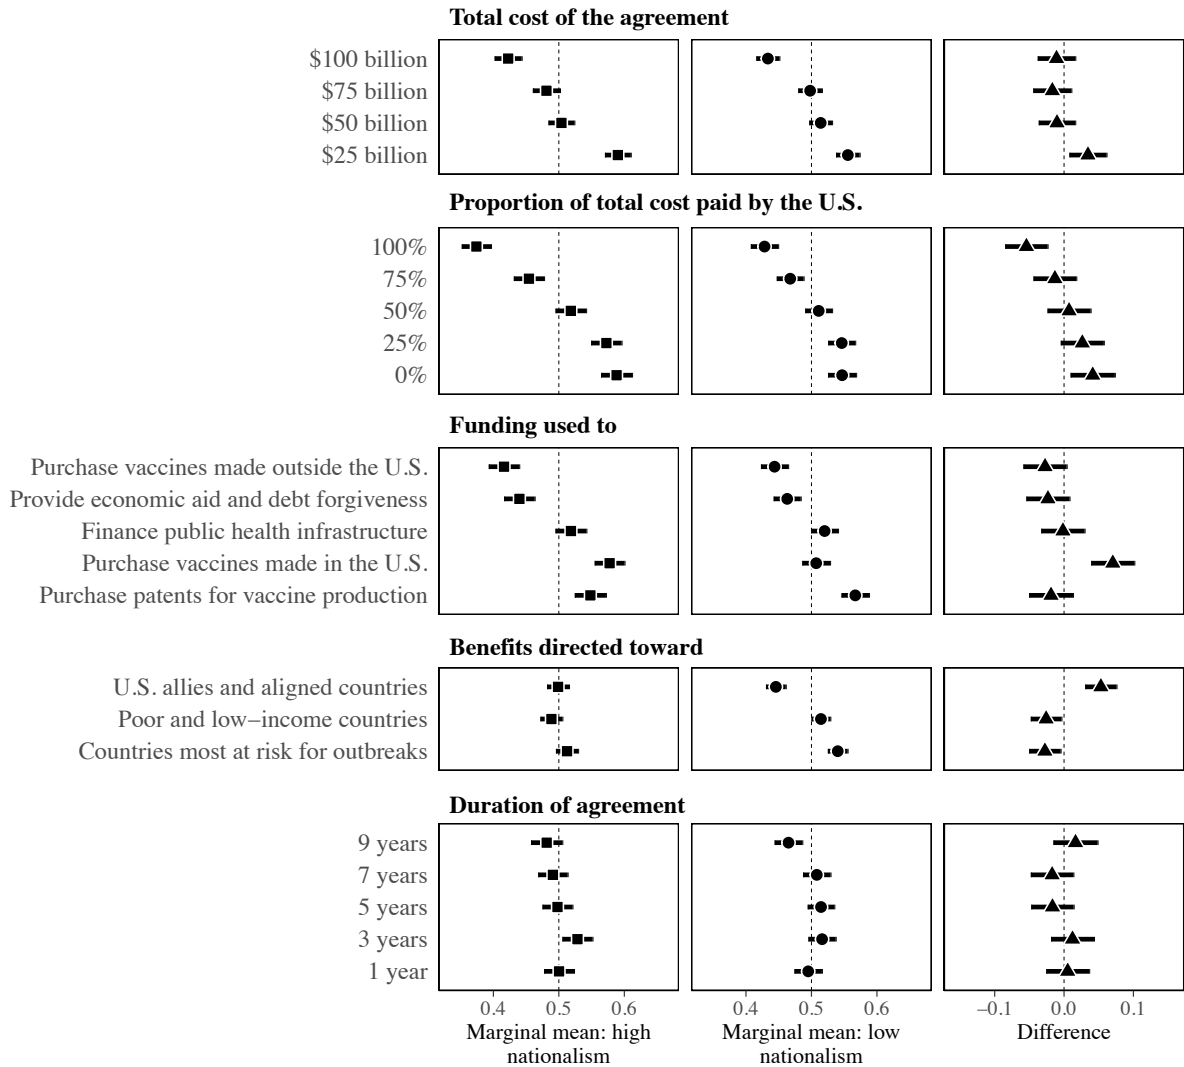 Total cost of the agreement
$100 billion
$75 billion
$50 billion
$25 billion
Proportion of total cost paid by the U.S.
100%
75%
50%
25%
0%
Funding used to
Purchase vaccines made outside the U.S.
Provide economic aid and debt forgiveness
Finance public health infrastructure
Purchase vaccines made in the U.S.
Purchase patents for vaccine production
Benefits directed toward
U.S. allies and aligned countries
Poor and low−income countries
Countries most at risk for outbreaks
Duration of agreement
9 years
7 years
5 years
3 years
1 year
0.4 0.5 0.6 0.4 0.5 0.6 −0.1 0.0 0.1
Marginal mean: high
nationalism
Marginal mean: low
nationalism
Difference